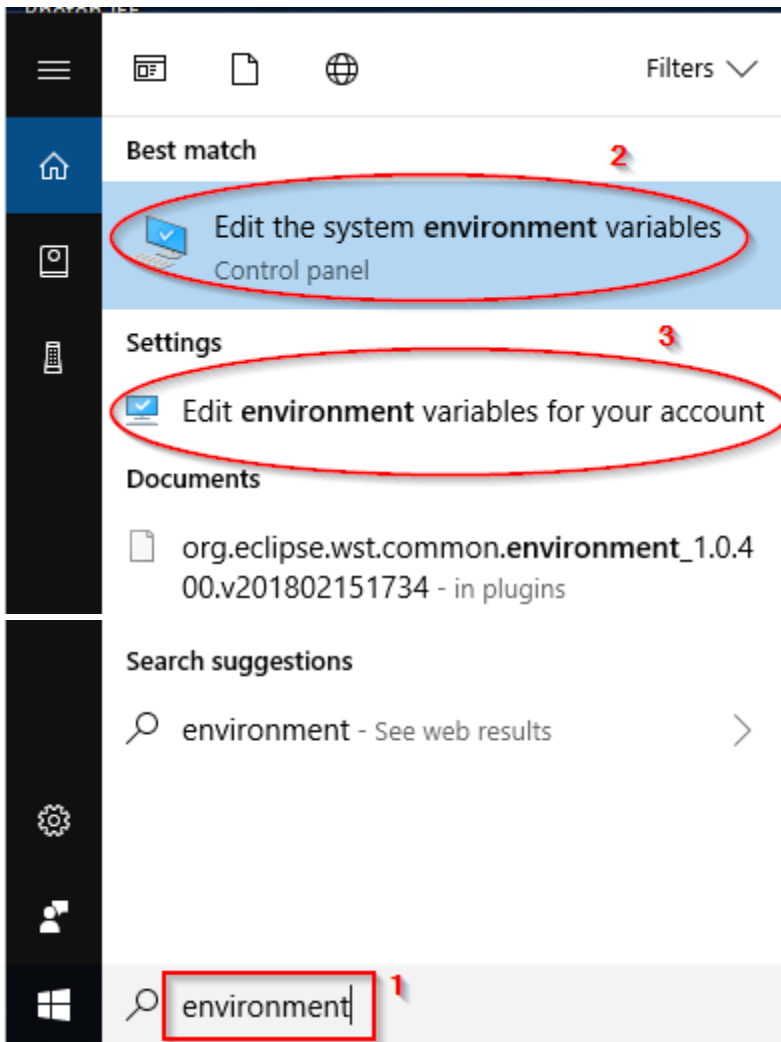 Photon JEE
Filters
Best match
2
Edit the system environment variables
Control panel
Settings
3
Edit environment variables for your account
Documents
org.eclipse.wst.common.environment_1.0.4
00.v201802151734 - in plugins
Search suggestions
environment - See web results
environment
1